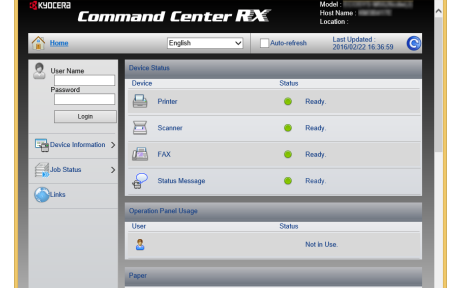 KYOCERA
Command Center RX
Model :
Host Name :
Location :
Home
English
Auto-refresh
Last Updated :
2016/02/22 16:36:59
User Name
Password
Login
Device Information
Job Status
Links
Device Status
Device Status
Printer Ready.
Scanner Ready.
FAX Ready.
Status Message Ready.
Operation Panel Usage
User Status
Not in Use.
Paper